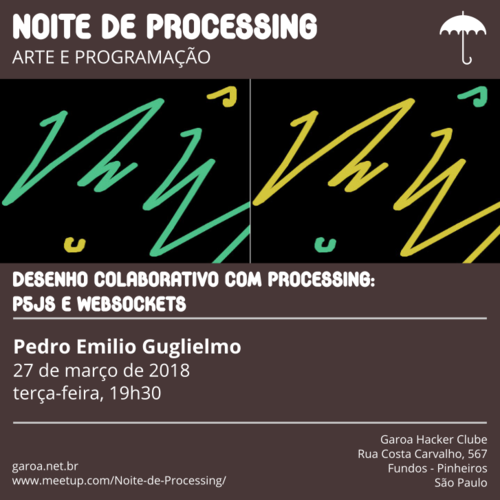 NOITE DE PROCESSING
ARTE E PROGRAMAÇÃO
DESENHO COLABORATIVO COM PROCESSING:
P5JS E WEBSOCKETS
Pedro Emilio Guglielmo
27 de março de 2018
terça-feira, 19h30
garoa.net.br
www.meetup.com/Noite-de-Processing/
Garoa Hacker Clube
Rua Costa Carvalho, 567
Fundos - Pinheiros
São Paulo